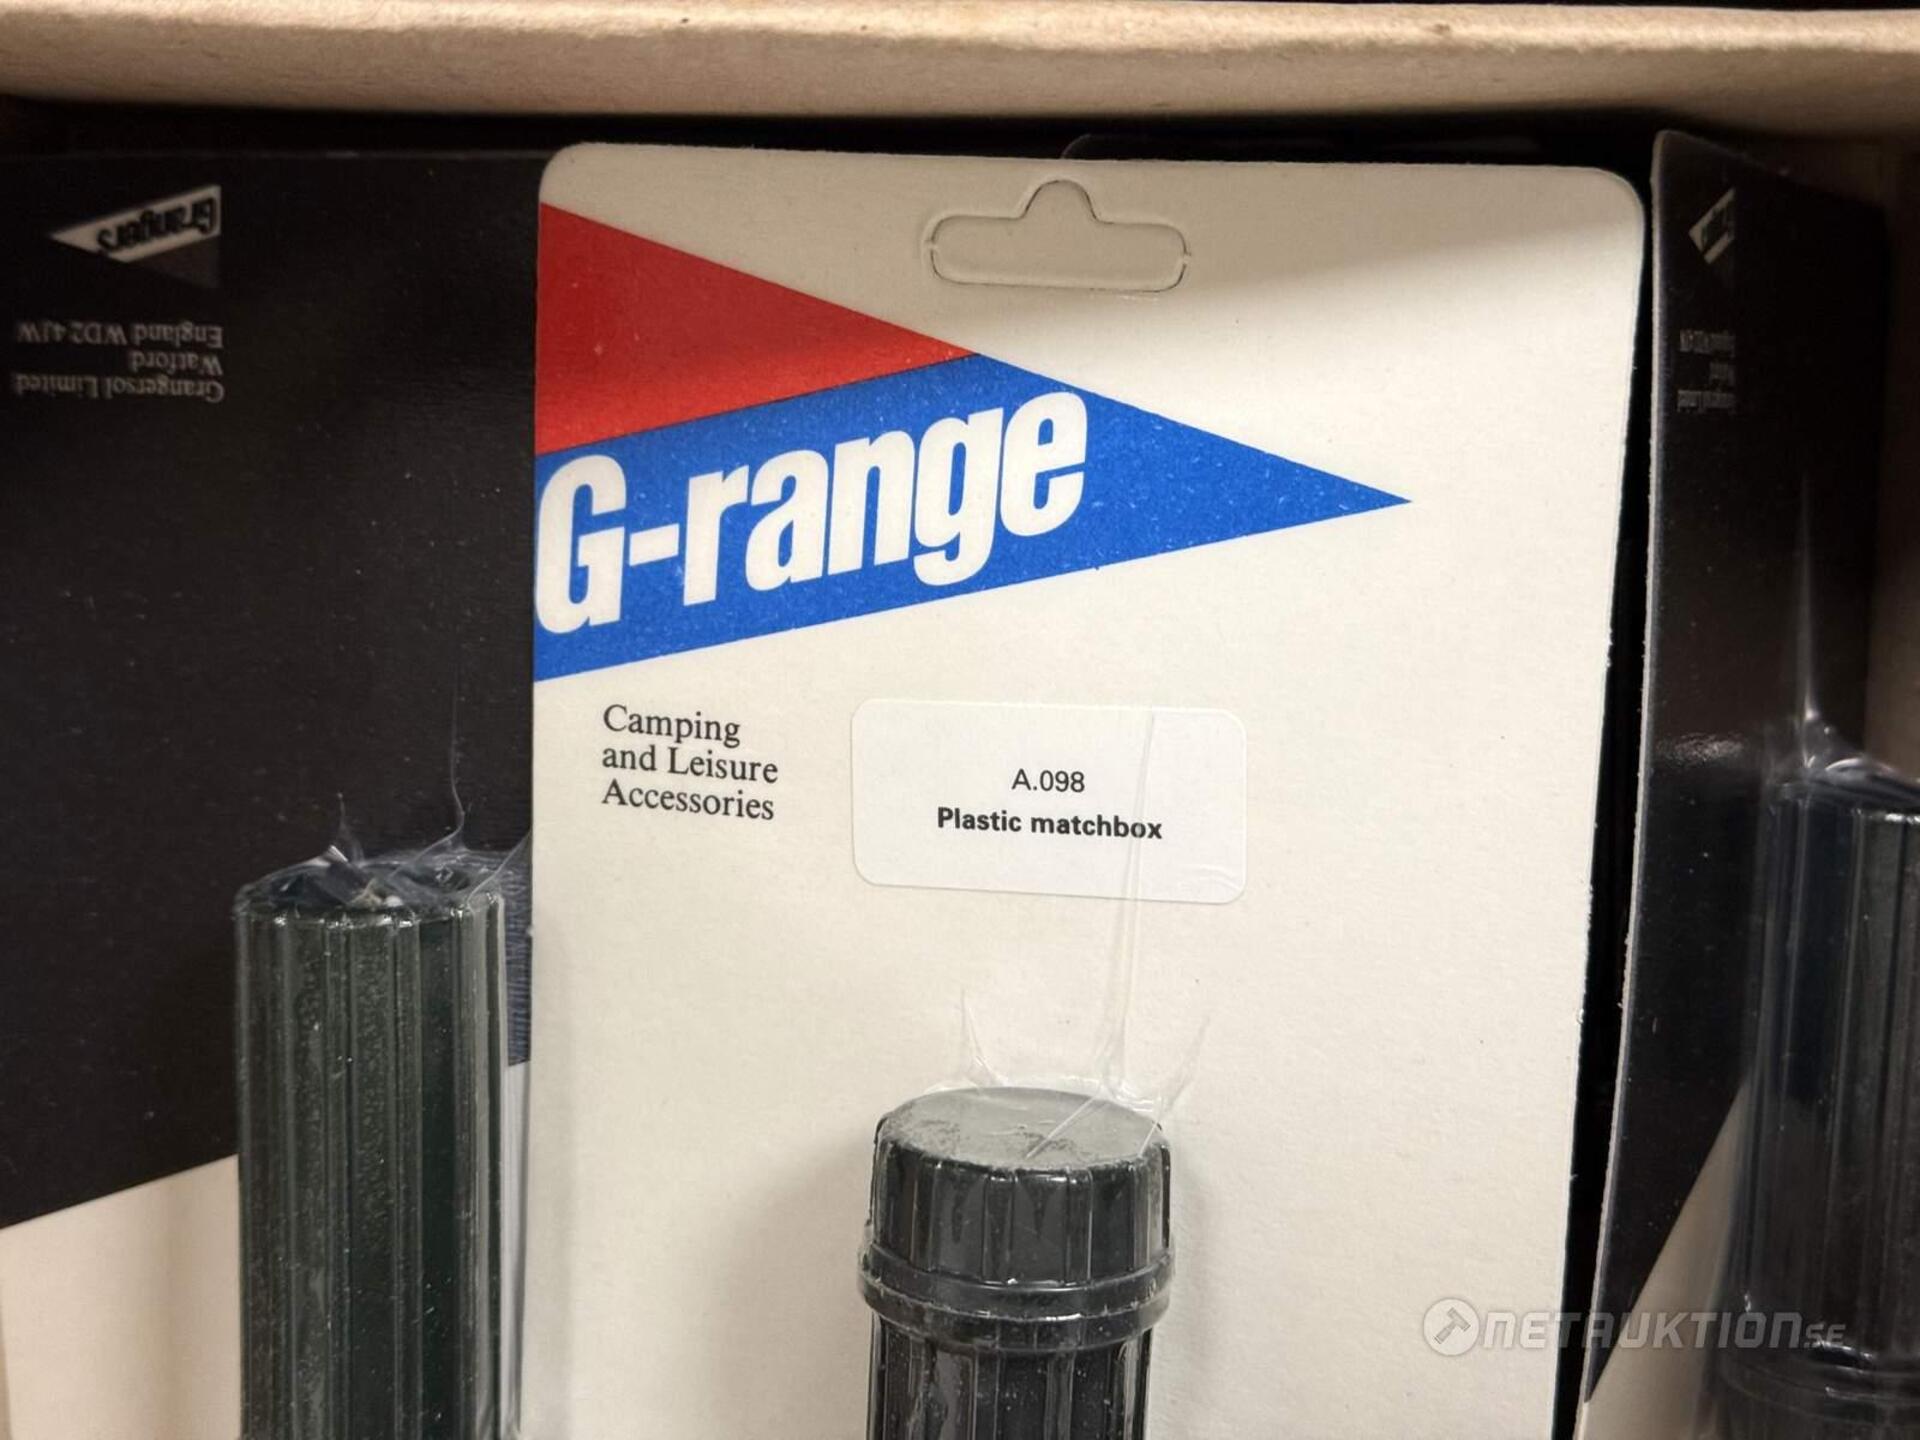 G-range
Camping
and Leisure
Accessories
A.098
Plastic matchbox
Grangers
Grangersol Limited
Watford
England WD2 4JW
NETAUKTION.SE